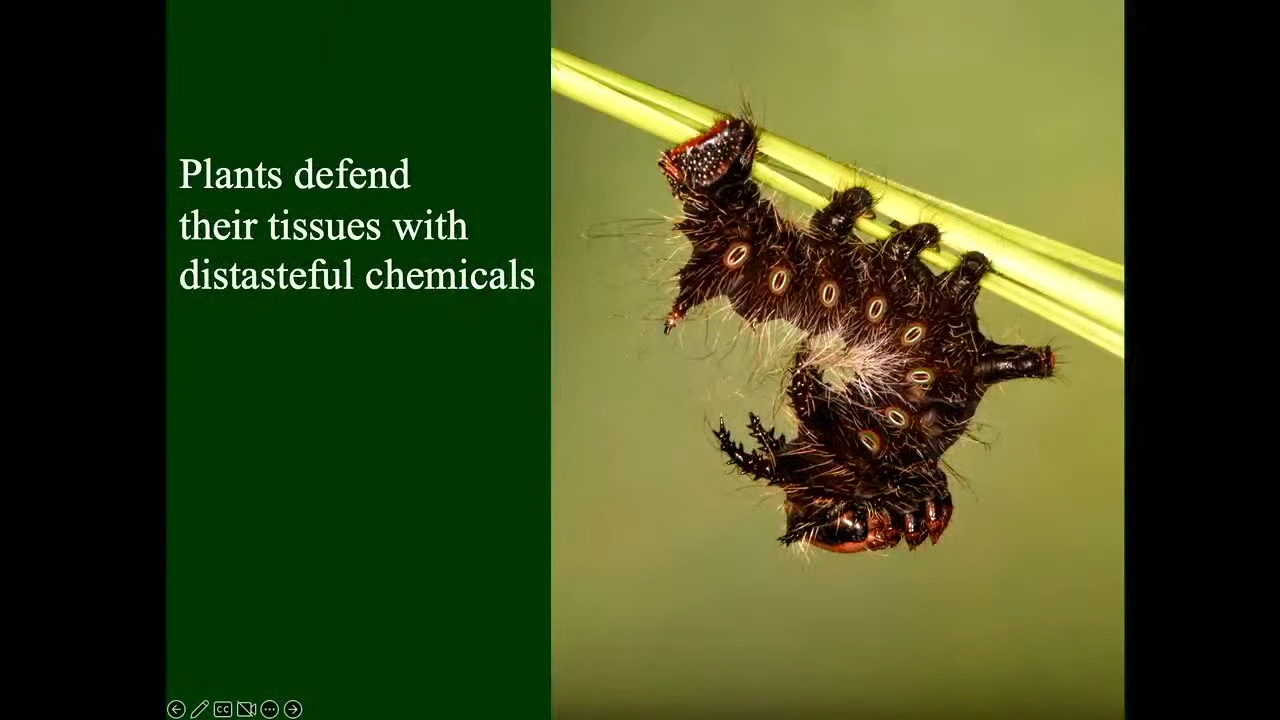 Plants defend
their tissues with
distasteful chemicals